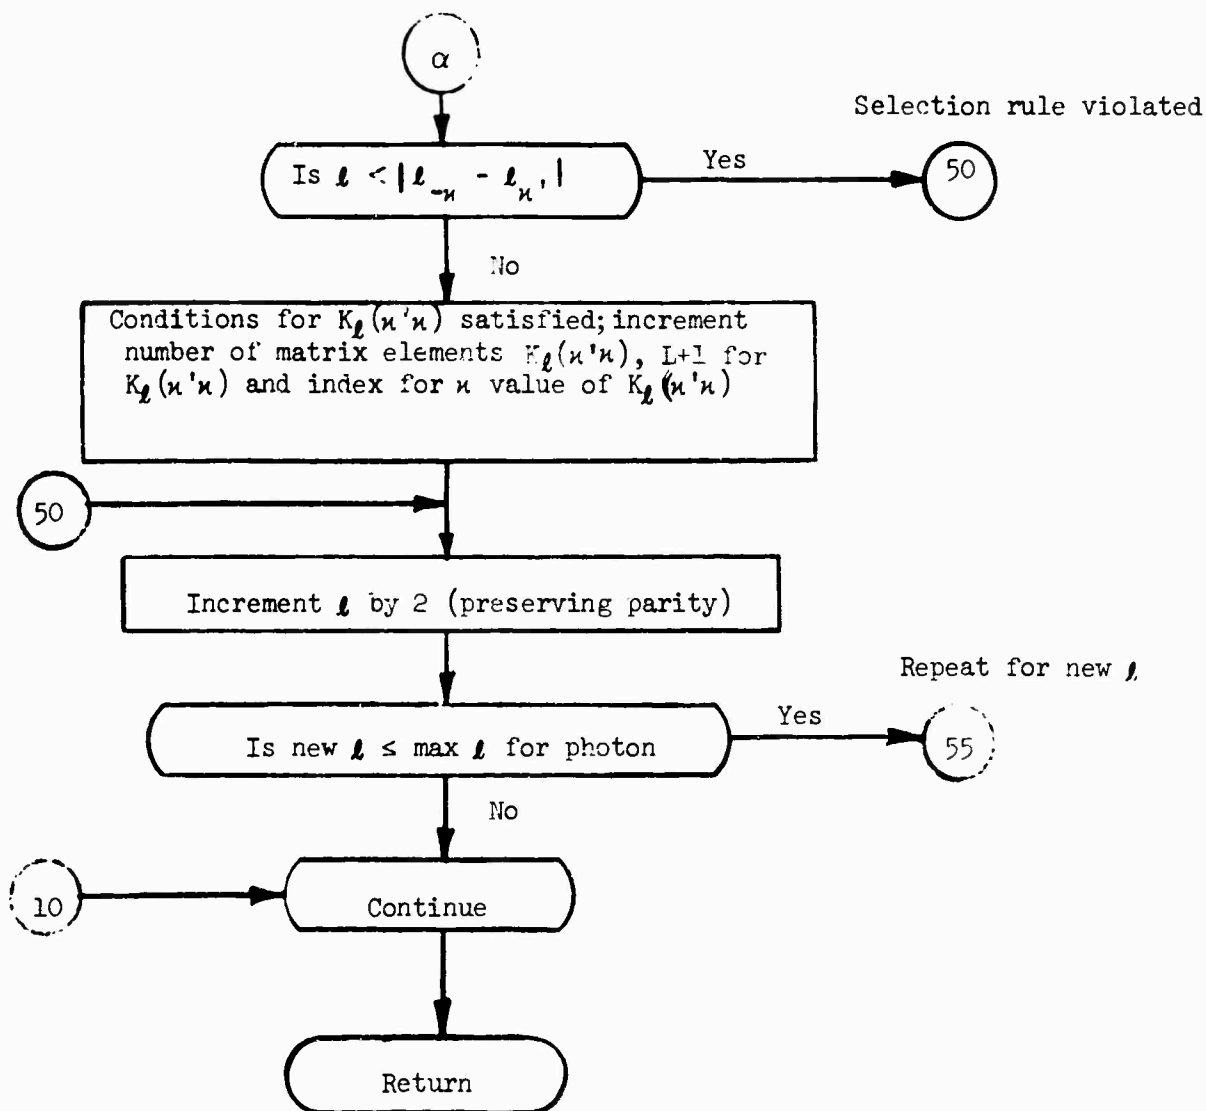 α
Selection rule violated
Is ℓ < |ℓ₋ϰ - ℓϰ'|
Yes
50
No
Conditions for Kℓ(ϰ'ϰ) satisfied; increment
number of matrix elements Kℓ(ϰ'ϰ), L+1 for
Kℓ(ϰ'ϰ) and index for ϰ value of Kℓ(ϰ'ϰ)
50
Increment ℓ by 2 (preserving parity)
Repeat for new ℓ
Is new ℓ ≤ max ℓ for photon
Yes
55
No
10
Continue
Return